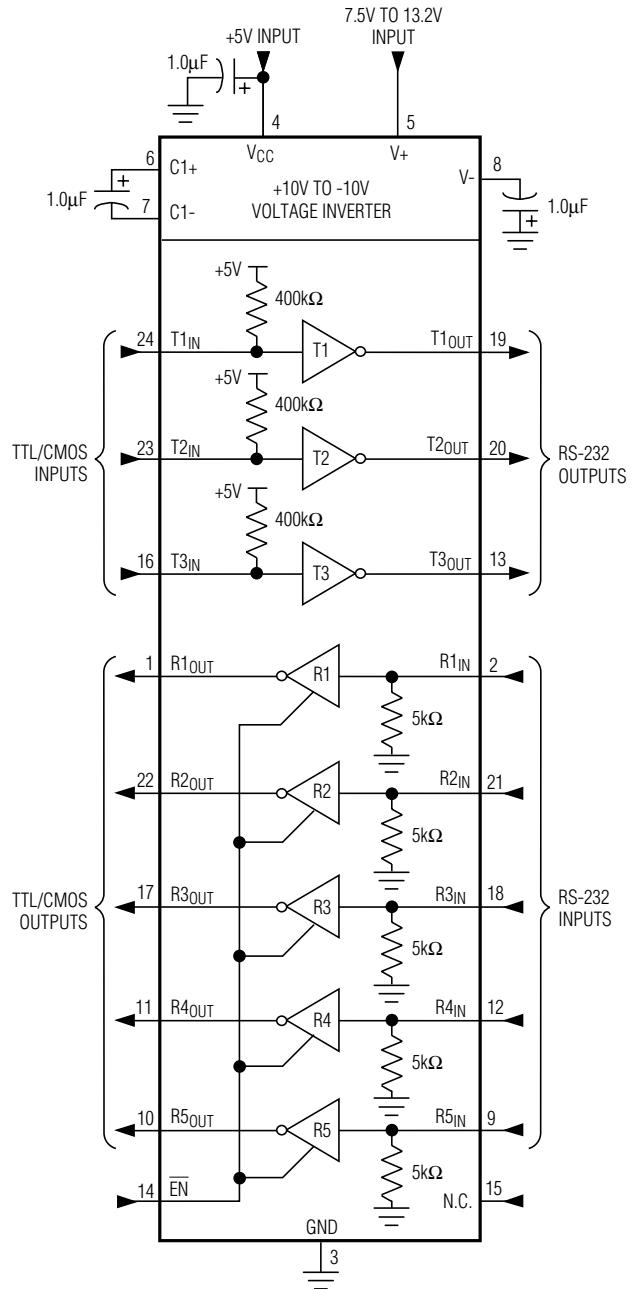 7.5V TO 13.2V
INPUT
+5V INPUT
1.0μF
+
4
5
VCC
V+
6
C1+
8
V-
+
1.0μF
7
C1-
+10V TO -10V
VOLTAGE INVERTER
1.0μF
+
+5V
400kΩ
24
T1IN
T1
T1OUT
19
+5V
400kΩ
TTL/CMOS
INPUTS
23
T2IN
T2
T2OUT
20
RS-232
OUTPUTS
+5V
400kΩ
16
T3IN
T3
T3OUT
13
1
R1OUT
R1
R1IN
2
5kΩ
22
R2OUT
R2
R2IN
21
5kΩ
TTL/CMOS
OUTPUTS
17
R3OUT
R3
R3IN
18
RS-232
INPUTS
5kΩ
11
R4OUT
R4
R4IN
12
5kΩ
10
R5OUT
R5
R5IN
9
5kΩ
14
EN
N.C.
15
GND
3